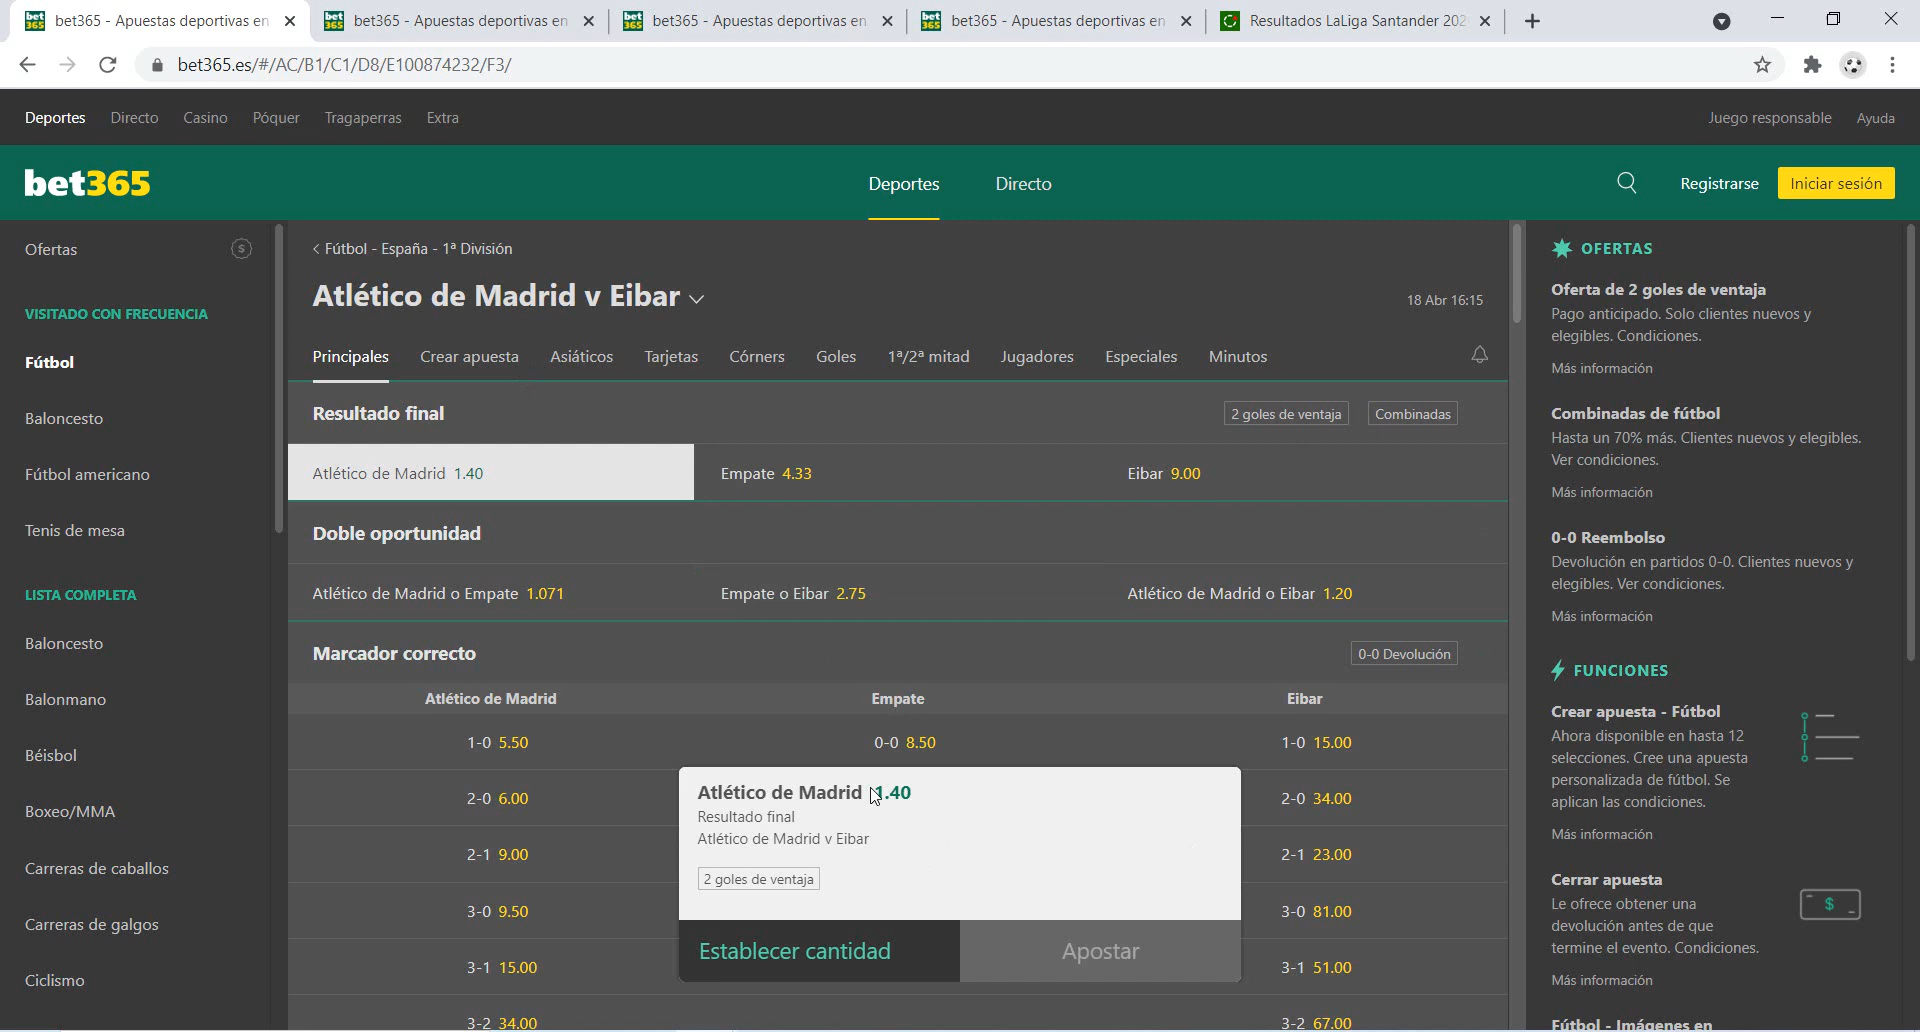 bet365 - Apuestas deportivas en
bet365 - Apuestas deportivas en
bet365 - Apuestas deportivas en
bet365 - Apuestas deportivas en
Resultados LaLiga Santander 202
bet365.es/#/AC/B1/C1/D8/E100874232/F3/
Deportes Directo Casino Póquer Tragaperras Extra
Juego responsable Ayuda
bet365
Deportes Directo
Registrarse Iniciar sesión
Ofertas
VISITADO CON FRECUENCIA
Fútbol
Baloncesto
Fútbol americano
Tenis de mesa
LISTA COMPLETA
Baloncesto
Balonmano
Béisbol
Boxeo/MMA
Carreras de caballos
Carreras de galgos
Ciclismo
< Fútbol - España - 1ª División
Atlético de Madrid v Eibar
18 Abr 16:15
Principales Crear apuesta Asiáticos Tarjetas Córners Goles 1ª/2ª mitad Jugadores Especiales Minutos
Resultado final
2 goles de ventaja Combinadas
Atlético de Madrid 1.40 Empate 4.33 Eibar 9.00
Doble oportunidad
Atlético de Madrid o Empate 1.071 Empate o Eibar 2.75 Atlético de Madrid o Eibar 1.20
Marcador correcto
0-0 Devolución
Atlético de Madrid Empate Eibar
1-0 5.50 0-0 8.50 1-0 15.00
2-0 6.00 2-0 34.00
2-1 9.00 2-1 23.00
3-0 9.50 3-0 81.00
3-1 15.00 3-1 51.00
3-2 34.00 3-2 67.00
Atlético de Madrid 1.40
Resultado final
Atlético de Madrid v Eibar
2 goles de ventaja
Establecer cantidad Apostar
OFERTAS
Oferta de 2 goles de ventaja
Pago anticipado. Solo clientes nuevos y
elegibles. Condiciones.
Más información
Combinadas de fútbol
Hasta un 70% más. Clientes nuevos y elegibles.
Ver condiciones.
Más información
0-0 Reembolso
Devolución en partidos 0-0. Clientes nuevos y
elegibles. Ver condiciones.
Más información
FUNCIONES
Crear apuesta - Fútbol
Ahora disponible en hasta 12
selecciones. Cree una apuesta
personalizada de fútbol. Se
aplican las condiciones.
Más información
Cerrar apuesta
Le ofrece obtener una
devolución antes de que
termine el evento. Condiciones.
Más información
Fútbol - Imágenes en